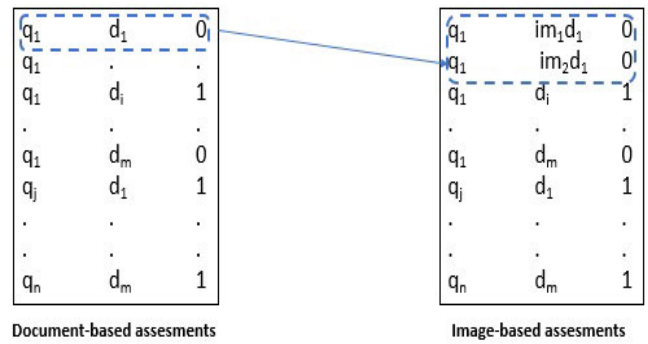 q₁ d₁ 0
q₁ . .
q₁ dᵢ 1
. . .
q₁ dₘ 0
qⱼ d₁ 1
. . .
. . .
qₙ dₘ 1
Document-based assesments
q₁ im₁d₁ 0
q₁ im₂d₁ 0
q₁ dᵢ 1
. . .
q₁ dₘ 0
qⱼ d₁ 1
. . .
. . .
qₙ dₘ 1
Image-based assesments